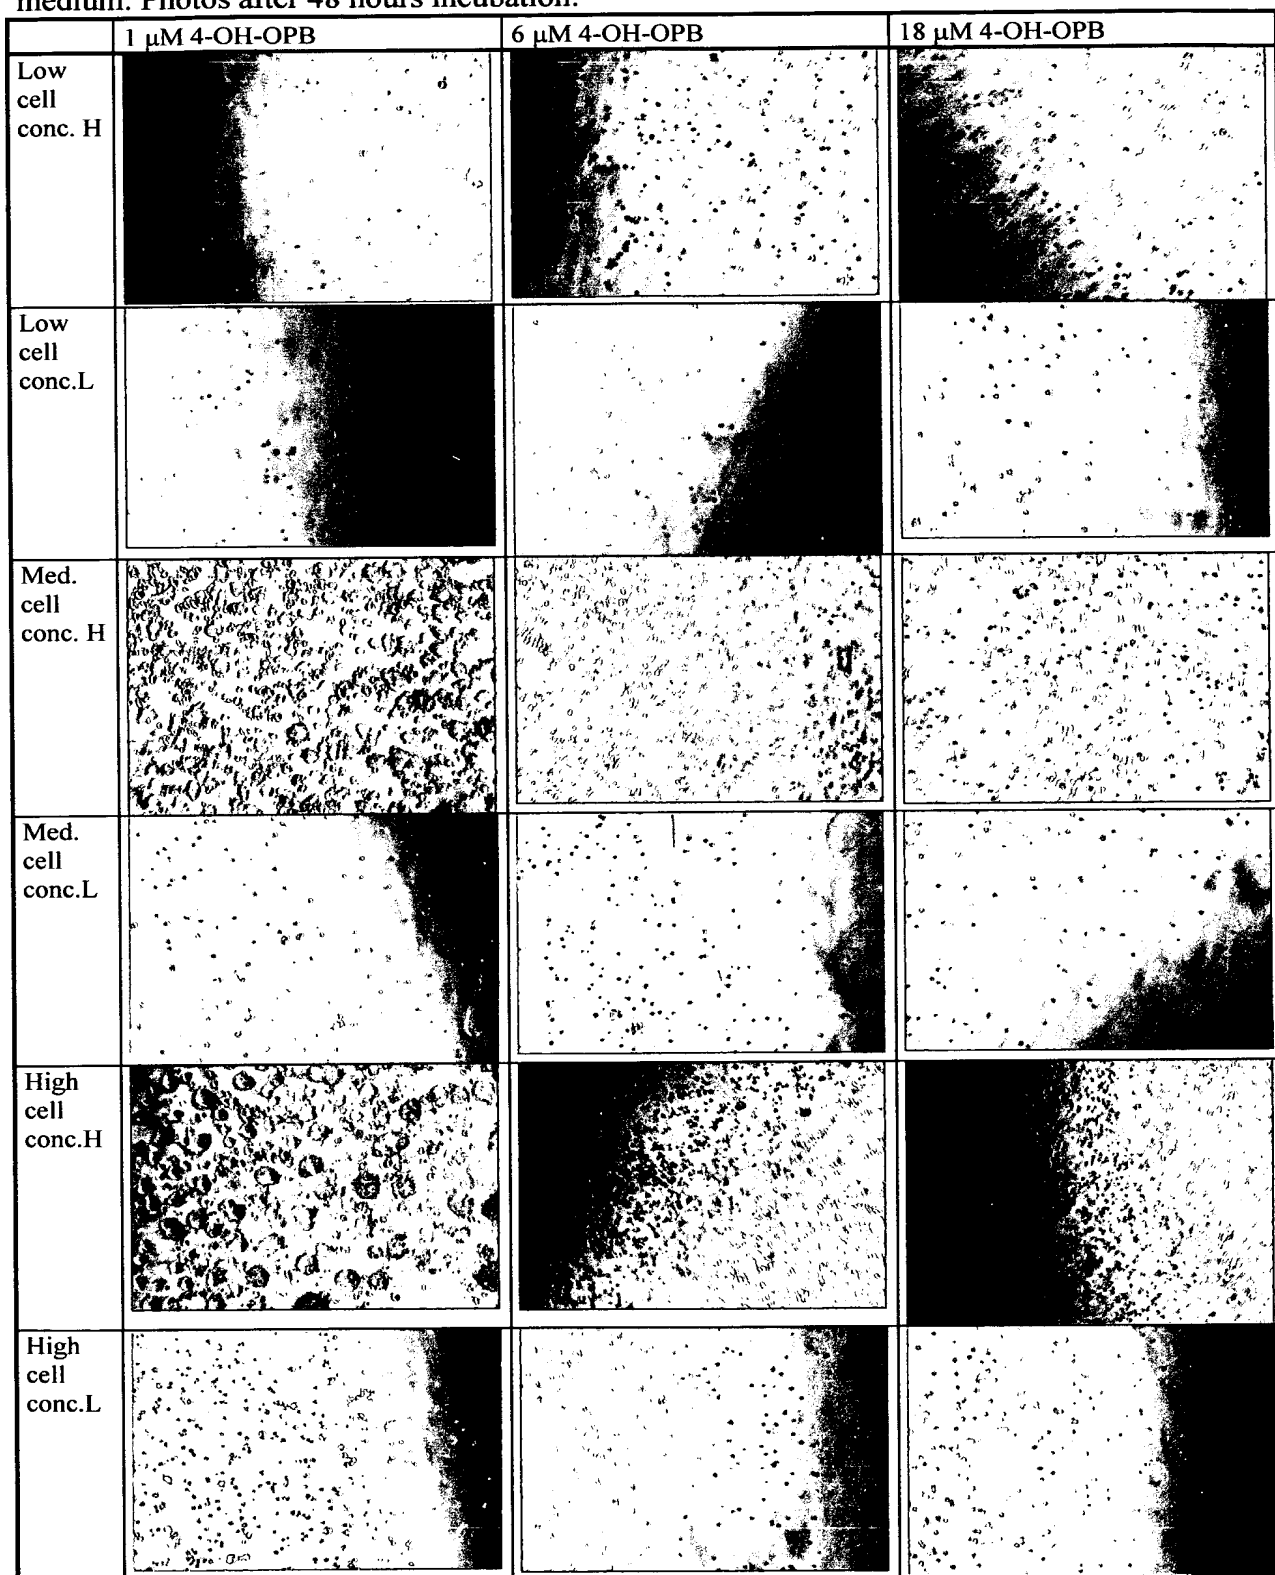 medium. Photos after 48 hours incubation.
1 μM 4-OH-OPB
6 μM 4-OH-OPB
18 μM 4-OH-OPB
Low
cell
conc. H
Low
cell
conc.L
Med.
cell
conc. H
Med.
cell
conc.L
High
cell
conc.H
High
cell
conc.L